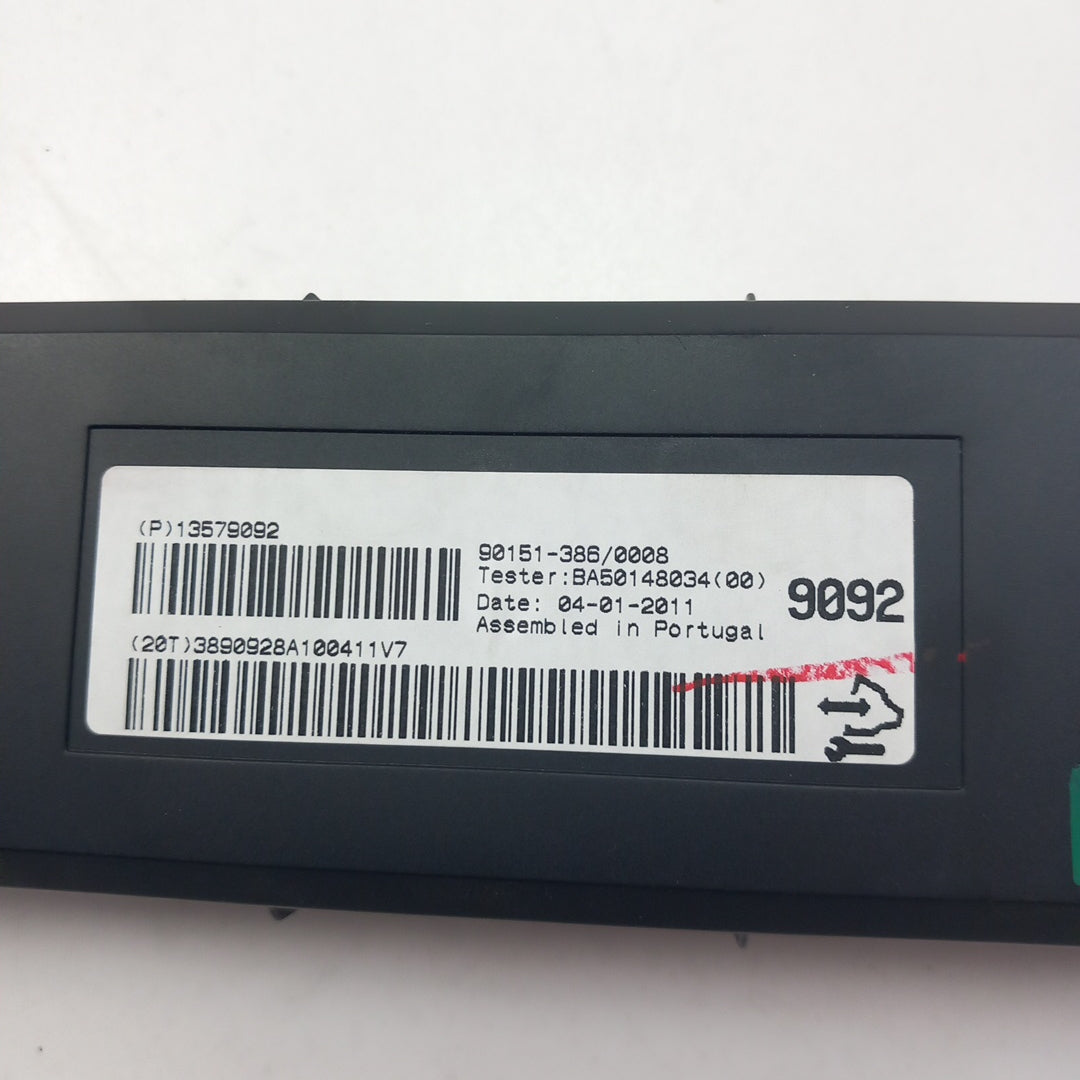 (P)13579092
90151-386/0008
Tester:BA50148034(00)
Date: 04-01-2011
Assembled in Portugal
9092
(20T)3890928A100411V7